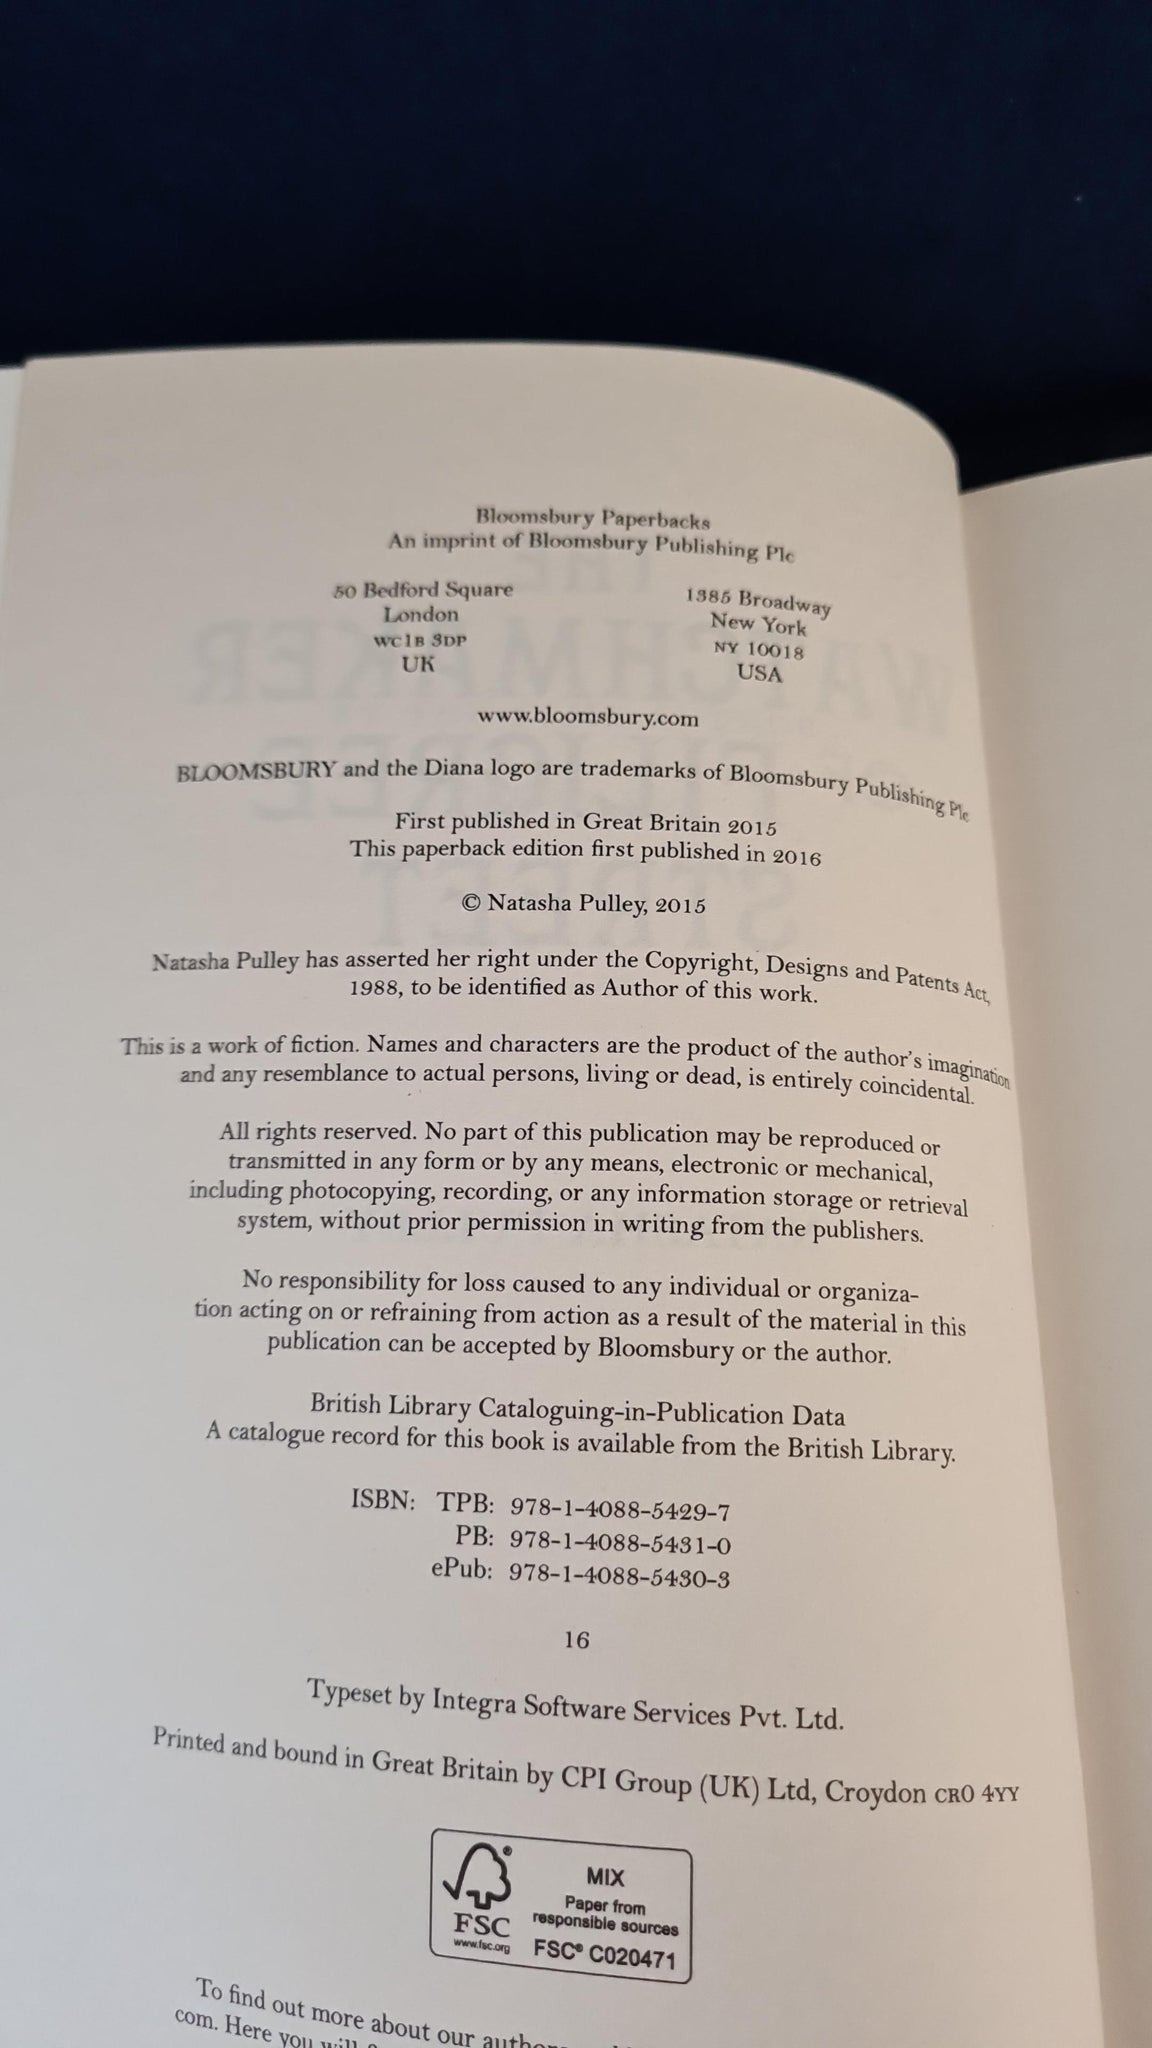 Bloomsbury Paperbacks
An imprint of Bloomsbury Publishing Plc
50 Bedford Square
London
WC1B 3DP
UK
1385 Broadway
New York
NY 10018
USA
www.bloomsbury.com
BLOOMSBURY and the Diana logo are trademarks of Bloomsbury Publishing Plc
First published in Great Britain 2015
This paperback edition first published in 2016
© Natasha Pulley, 2015
Natasha Pulley has asserted her right under the Copyright, Designs and Patents Act,
1988, to be identified as Author of this work.
This is a work of fiction. Names and characters are the product of the author's imagination
and any resemblance to actual persons, living or dead, is entirely coincidental.
All rights reserved. No part of this publication may be reproduced or
transmitted in any form or by any means, electronic or mechanical,
including photocopying, recording, or any information storage or retrieval
system, without prior permission in writing from the publishers.
No responsibility for loss caused to any individual or organiza-
tion acting on or refraining from action as a result of the material in this
publication can be accepted by Bloomsbury or the author.
British Library Cataloguing-in-Publication Data
A catalogue record for this book is available from the British Library.
ISBN: TPB: 978-1-4088-5429-7
PB: 978-1-4088-5431-0
ePub: 978-1-4088-5430-3
16
Typeset by Integra Software Services Pvt. Ltd.
Printed and bound in Great Britain by CPI Group (UK) Ltd, Croydon CR0 4YY
FSC
www.fsc.org
MIX
Paper from
responsible sources
FSC® C020471
To find out more about our
com. Here you